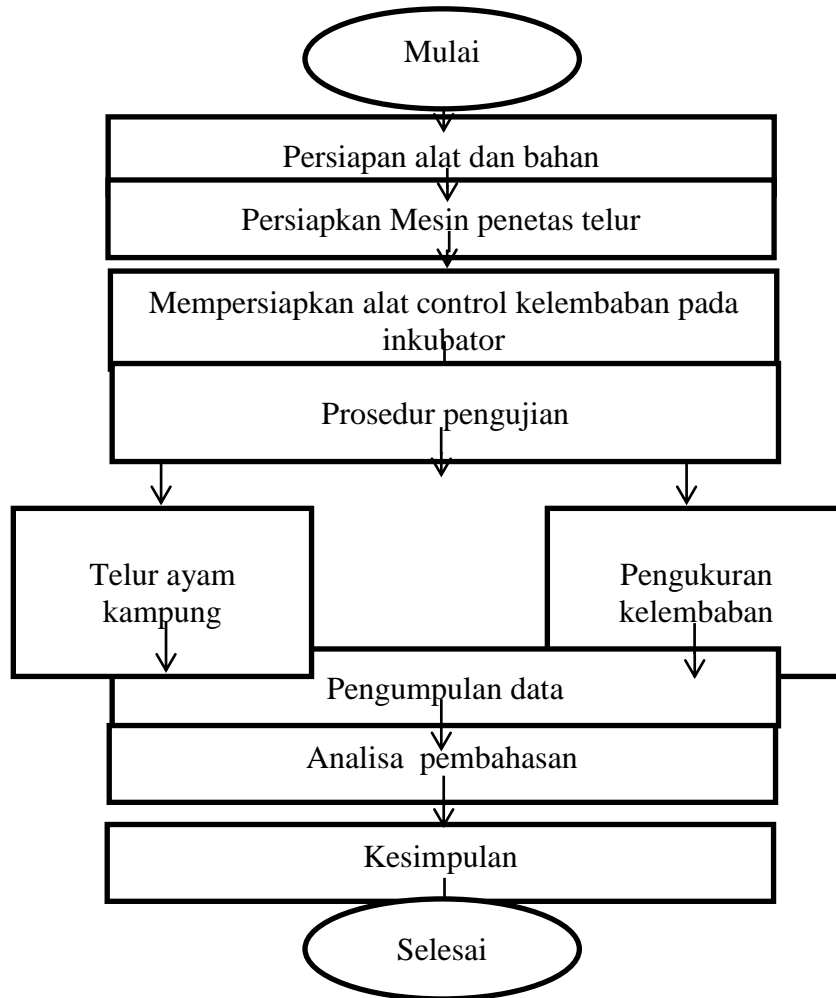 Mulai
Persiapan alat dan bahan
Persiapkan Mesin penetas telur
Mempersiapkan alat control kelembaban pada
inkubator
Prosedur pengujian
Telur ayam
kampung
Pengukuran
kelembaban
Pengumpulan data
Analisa pembahasan
Kesimpulan
Selesai